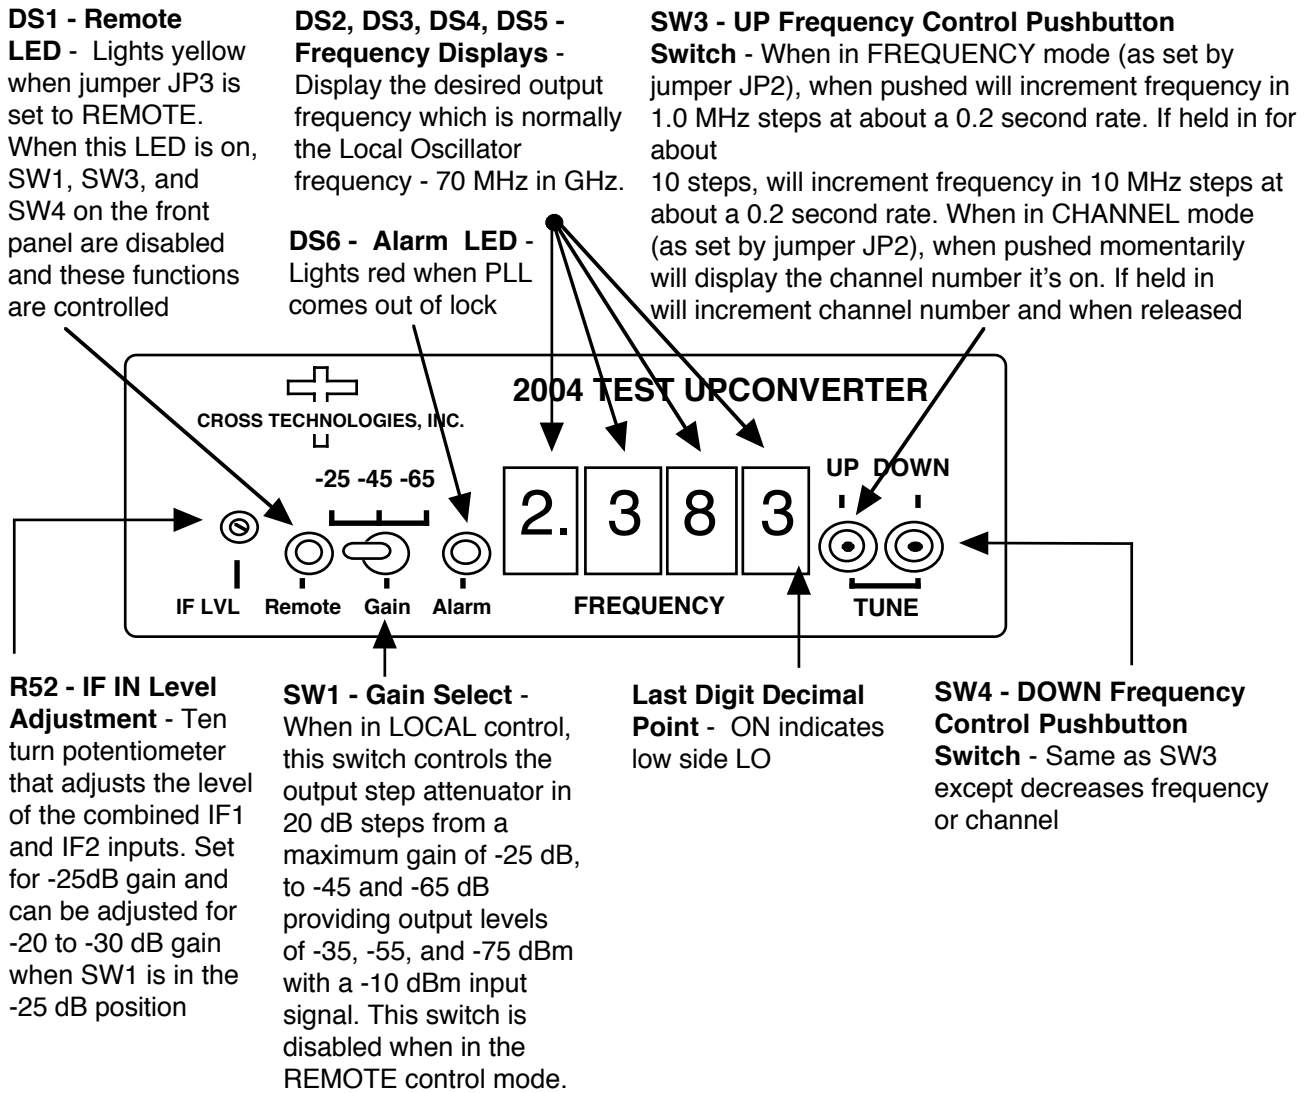 DS1 - Remote
LED - Lights yellow
when jumper JP3 is
set to REMOTE.
When this LED is on,
SW1, SW3, and
SW4 on the front
panel are disabled
and these functions
are controlled
DS2, DS3, DS4, DS5 -
Frequency Displays -
Display the desired output
frequency which is normally
the Local Oscillator
frequency - 70 MHz in GHz.
DS6 - Alarm LED -
Lights red when PLL
comes out of lock
SW3 - UP Frequency Control Pushbutton
Switch - When in FREQUENCY mode (as set by
jumper JP2), when pushed will increment frequency in
1.0 MHz steps at about a 0.2 second rate. If held in for
about
10 steps, will increment frequency in 10 MHz steps at
about a 0.2 second rate. When in CHANNEL mode
(as set by jumper JP2), when pushed momentarily
will display the channel number it's on. If held in
will increment channel number and when released
2004 TEST UPCONVERTER
CROSS TECHNOLOGIES, INC.
-25 -45 -65
UP DOWN
2. 3 8 3
IF LVL Remote Gain Alarm FREQUENCY TUNE
R52 - IF IN Level
Adjustment - Ten
turn potentiometer
that adjusts the level
of the combined IF1
and IF2 inputs. Set
for -25dB gain and
can be adjusted for
-20 to -30 dB gain
when SW1 is in the
-25 dB position
SW1 - Gain Select -
When in LOCAL control,
this switch controls the
output step attenuator in
20 dB steps from a
maximum gain of -25 dB,
to -45 and -65 dB
providing output levels
of -35, -55, and -75 dBm
with a -10 dBm input
signal. This switch is
disabled when in the
REMOTE control mode.
Last Digit Decimal
Point - ON indicates
low side LO
SW4 - DOWN Frequency
Control Pushbutton
Switch - Same as SW3
except decreases frequency
or channel